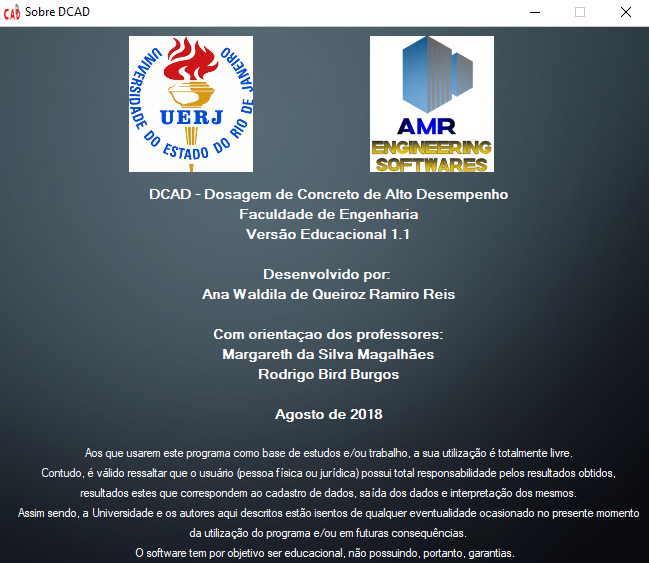 Sobre DCAD
UNIVERSIDADE DO ESTADO DO RIO DE JANEIRO
UERJ
AMR
ENGINEERING
SOFTWARES
DCAD - Dosagem de Concreto de Alto Desempenho
Faculdade de Engenharia
Versão Educacional 1.1
Desenvolvido por:
Ana Waldila de Queiroz Ramiro Reis
Com orientaçao dos professores:
Margareth da Silva Magalhães
Rodrigo Bird Burgos
Agosto de 2018
Aos que usarem este programa como base de estudos e/ou trabalho, a sua utilização é totalmente livre.
Contudo, é válido ressaltar que o usuário (pessoa física ou jurídica) possui total responsabilidade pelos resultados obtidos,
resultados estes que correspondem ao cadastro de dados, saída dos dados e interpretação dos mesmos.
Assim sendo, a Universidade e os autores aqui descritos estão isentos de qualquer eventualidade ocasionado no presente momento
da utilização do programa e/ou em futuras consequências.
O software tem por objetivo ser educacional, não possuindo, portanto, garantias.